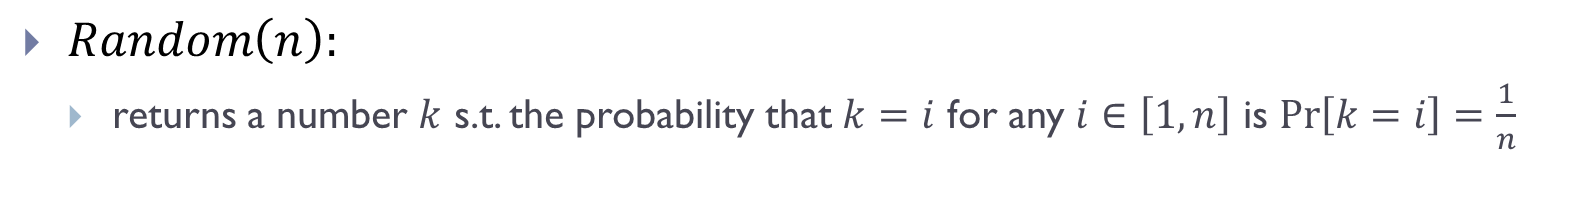 Random(n):
returns a number k s.t. the probability that k = i for any i ∈ [1, n] is Pr[k = i] = 1/n